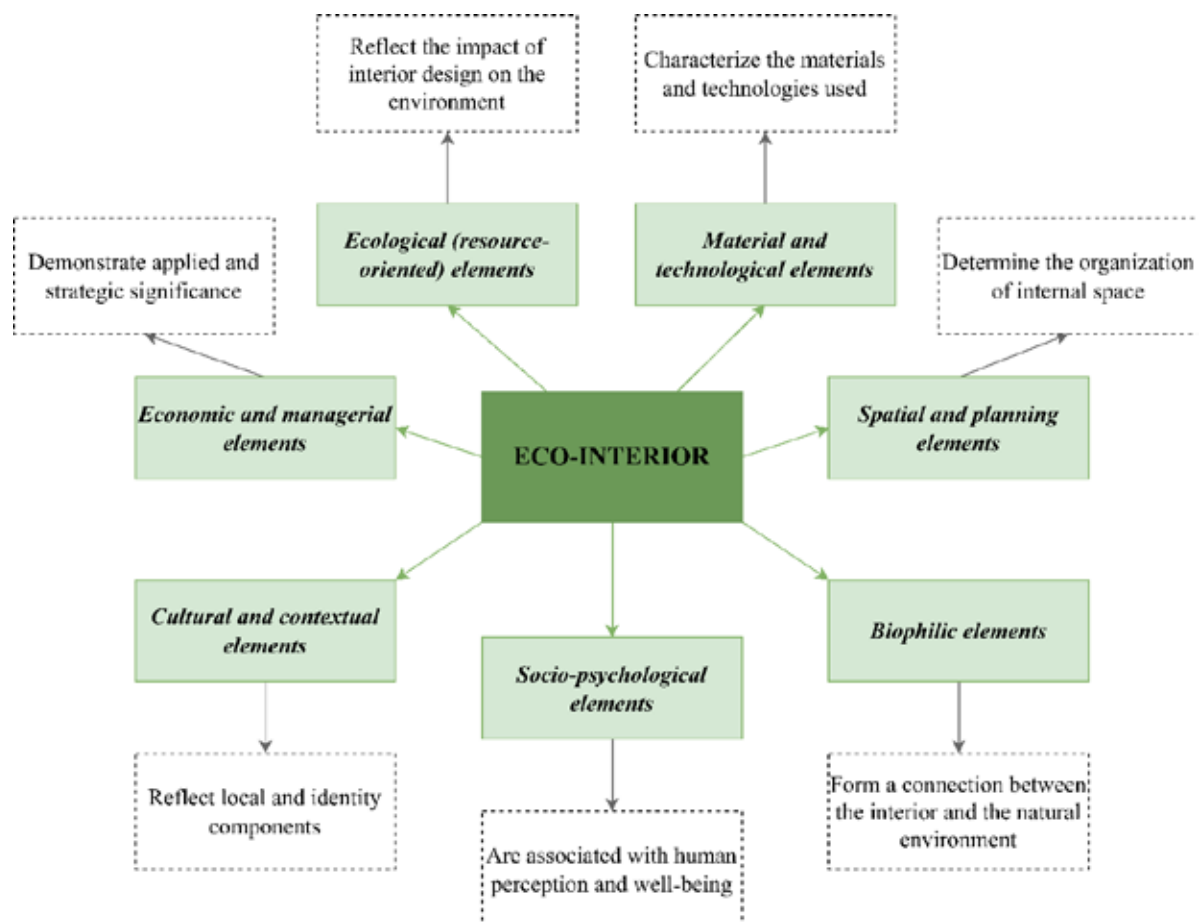 Reflect the impact of
interior design on the
environment
Characterize the materials
and technologies used
Ecological (resource-
oriented) elements
Material and
technological elements
Demonstrate applied and
strategic significance
Determine the organization
of internal space
Economic and managerial
elements
ECO-INTERIOR
Spatial and planning
elements
Cultural and contextual
elements
Socio-psychological
elements
Biophilic elements
Reflect local and identity
components
Are associated with human
perception and well-being
Form a connection between
the interior and the natural
environment